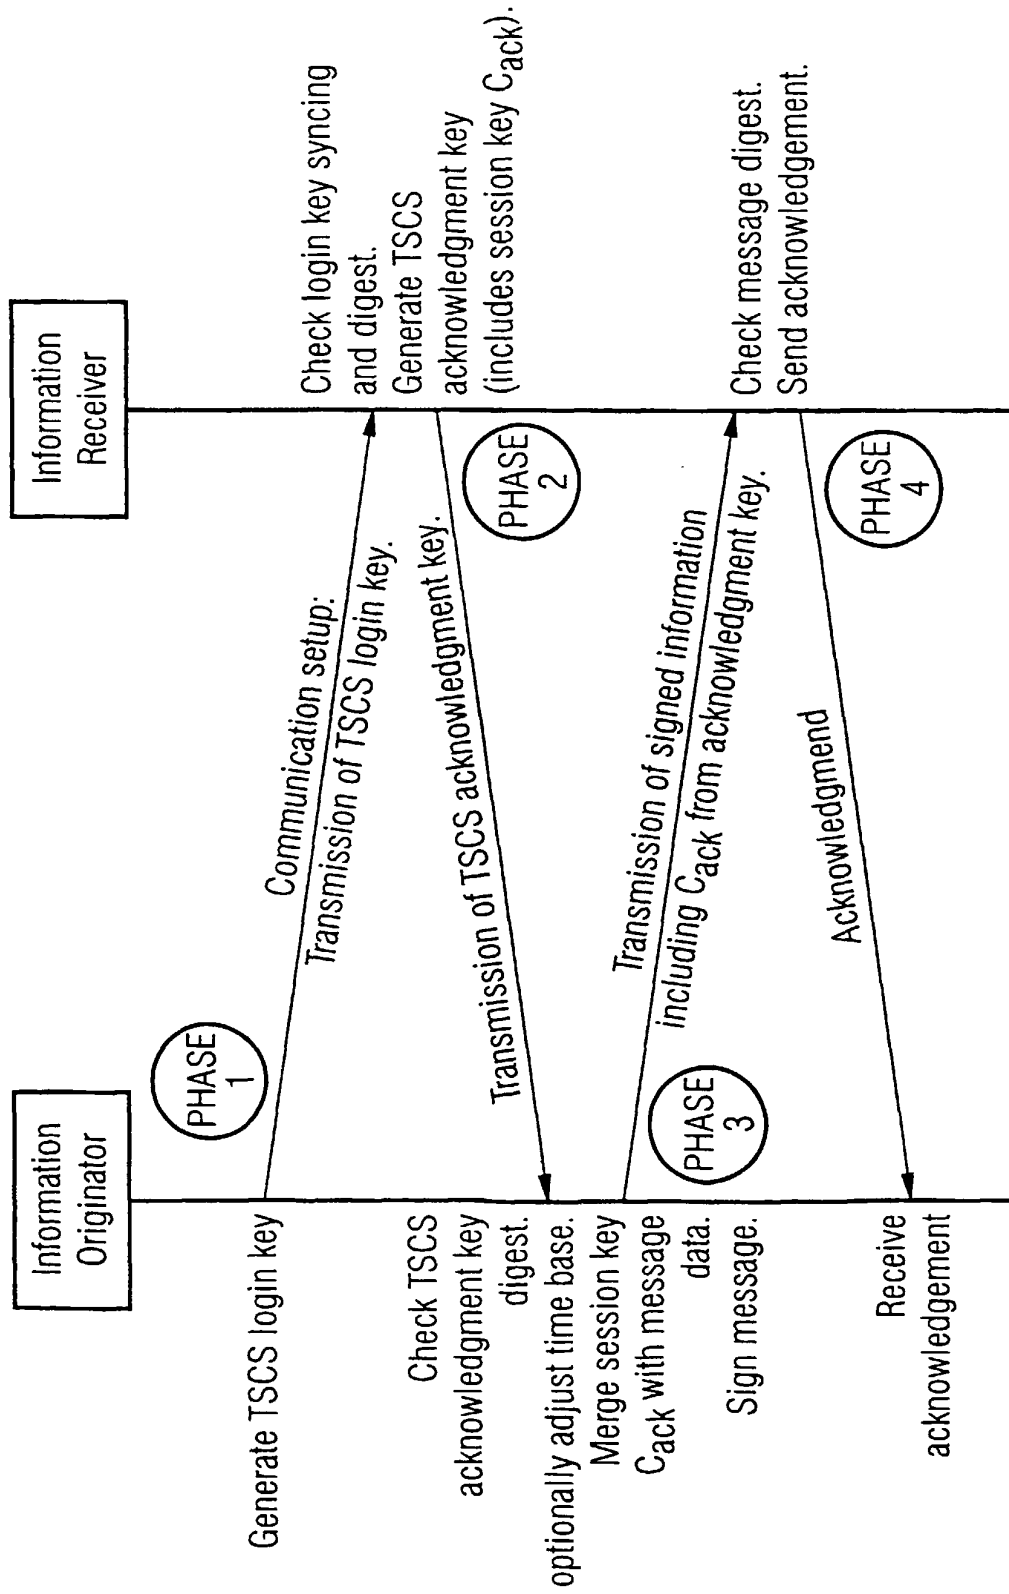 Information
Originator
Information
Receiver
PHASE
1
Generate TSCS login key
Communication setup:
Transmission of TSCS login key.
Check login key syncing
and digest.
Generate TSCS
acknowledgment key
(includes session key Cack).
PHASE
2
Transmission of TSCS acknowledgment key.
Check TSCS
acknowledgment key
digest.
optionally adjust time base.
Merge session key
Cack with message
data.
Sign message.
PHASE
3
Transmission of signed information
including Cack from acknowledgment key.
Check message digest.
Send acknowledgement.
PHASE
4
Acknowledgmend
Receive
acknowledgement